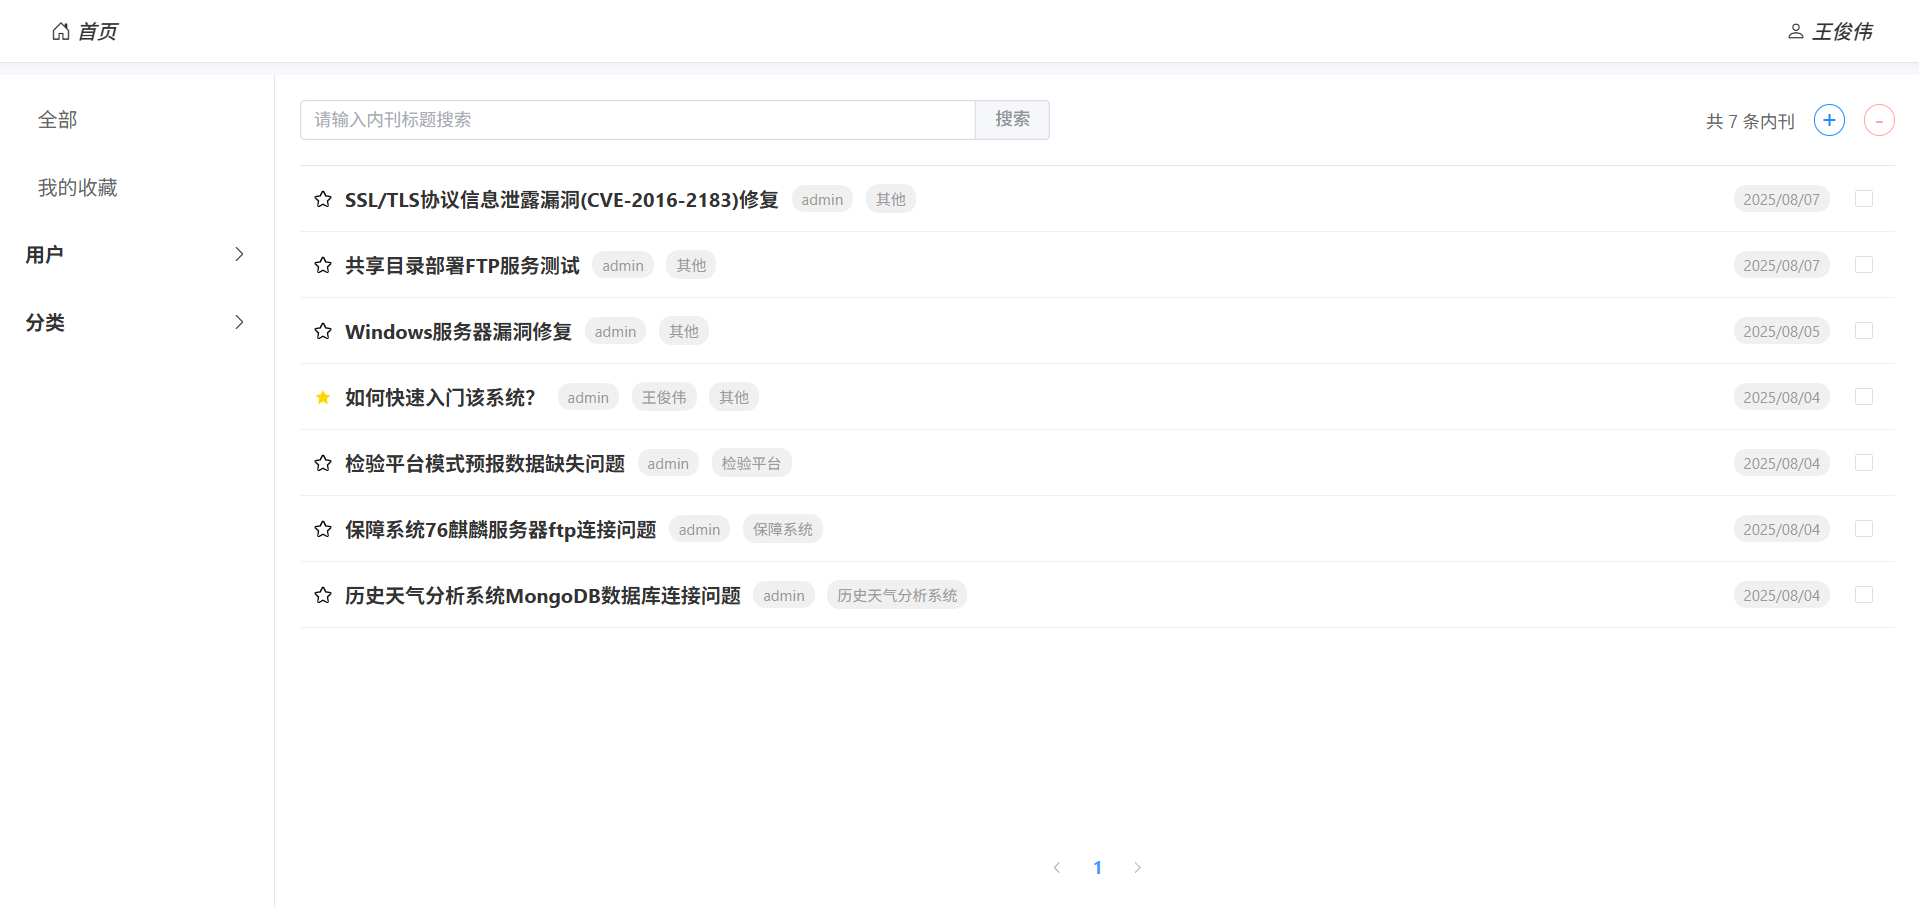 首页
王俊伟
全部
我的收藏
用户
分类
请输入内刊标题搜索 搜索
共 7 条内刊 + -
SSL/TLS协议信息泄露漏洞(CVE-2016-2183)修复 admin 其他 2025/08/07
共享目录部署FTP服务测试 admin 其他 2025/08/07
Windows服务器漏洞修复 admin 其他 2025/08/05
如何快速入门该系统？ admin 王俊伟 其他 2025/08/04
检验平台模式预报数据缺失问题 admin 检验平台 2025/08/04
保障系统76麒麟服务器ftp连接问题 admin 保障系统 2025/08/04
历史天气分析系统MongoDB数据库连接问题 admin 历史天气分析系统 2025/08/04
1